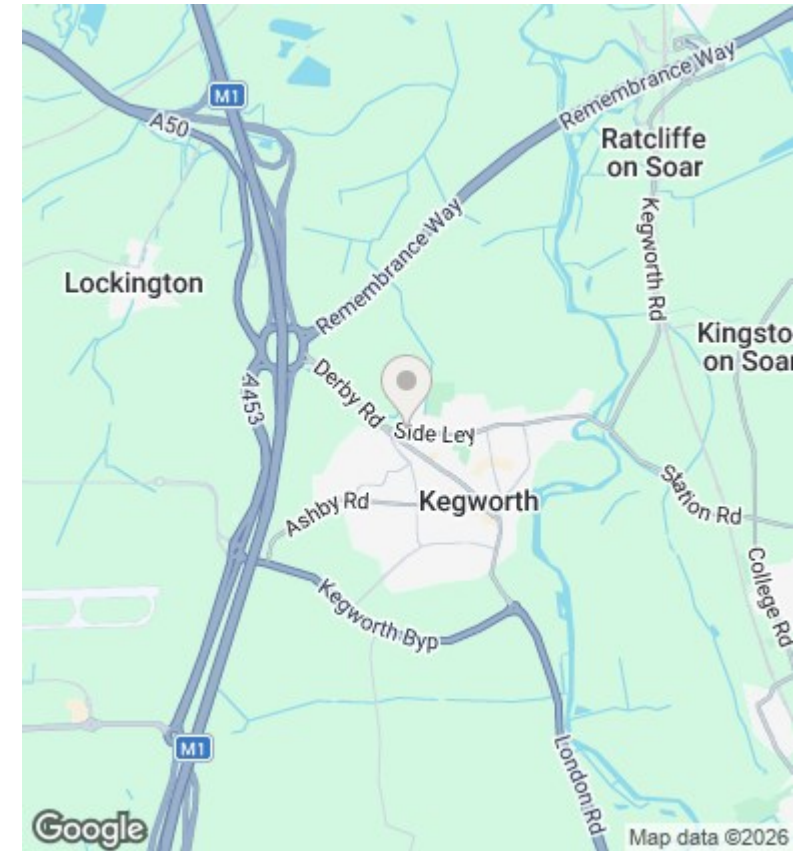 M1
A50
Remembrance Way
Ratcliffe
on Soar
Kegworth Rd
Remembrance Way
Lockington
Kingsto
on Soar
Derby Rd
A453
Side Ley
Ashby Rd
Kegworth
Station Rd
Kegworth Byp
College Rd
M1
London Rd
Google
Map data ©2026